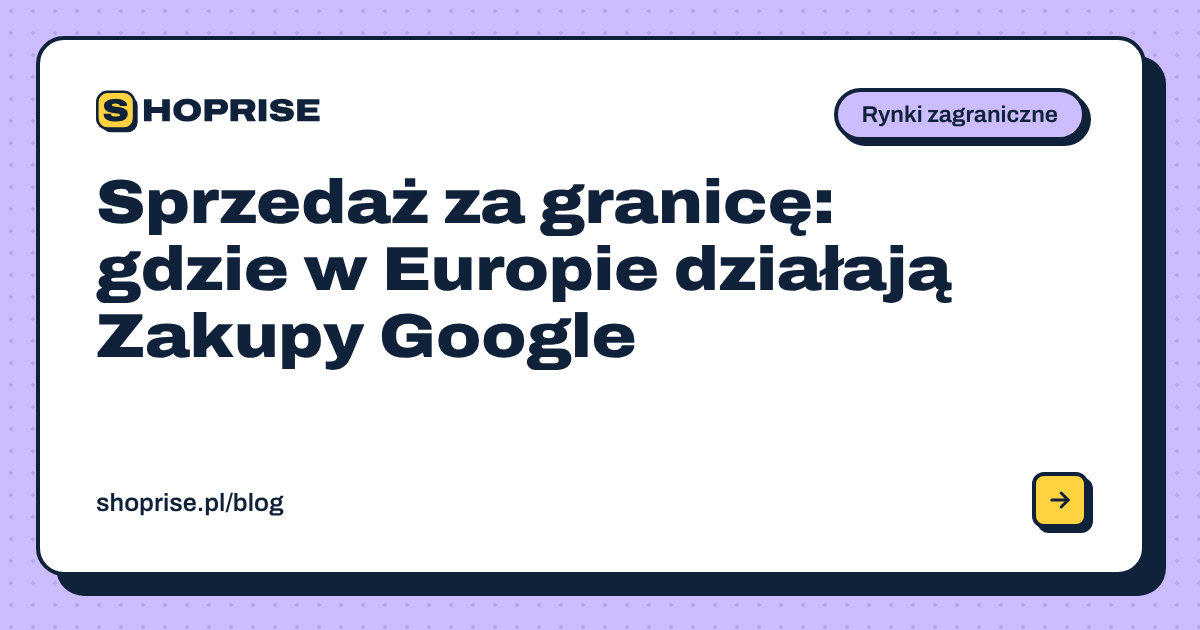 SHOPRISE
Rynki zagraniczne
Sprzedaż za granicę:
gdzie w Europie działają
Zakupy Google
shoprise.pl/blog